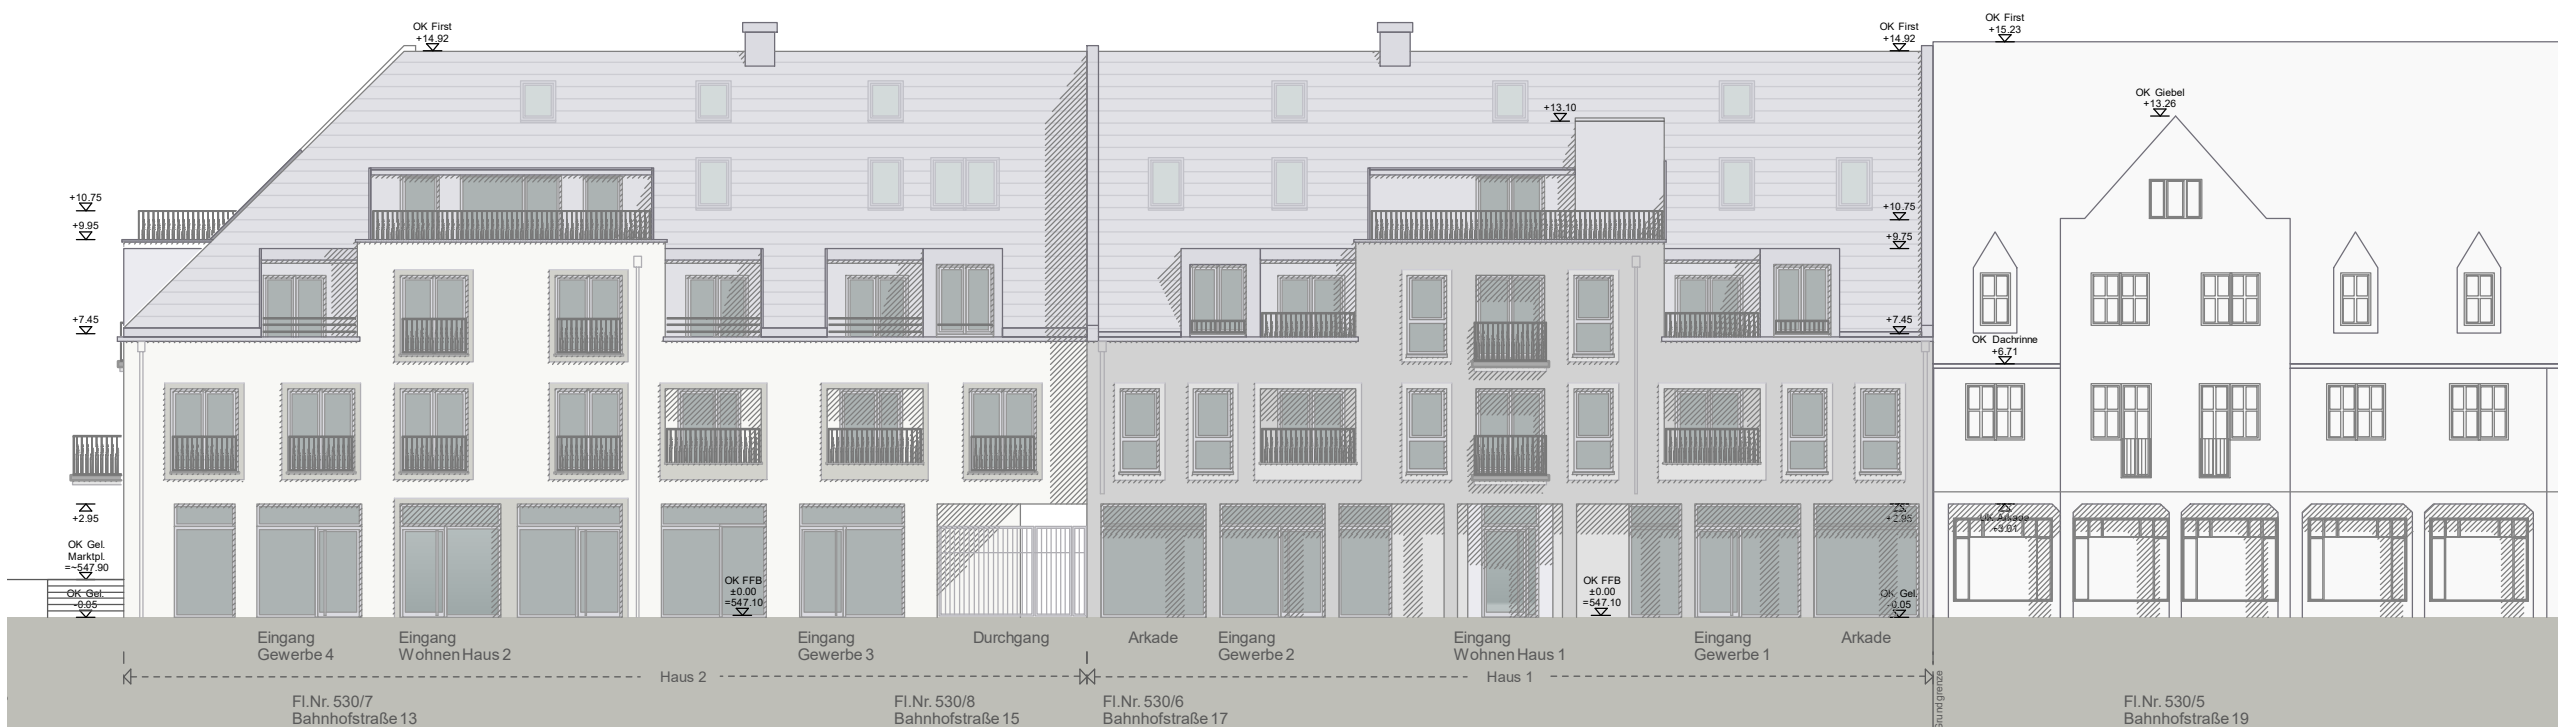 OK First
+14.92
OK First
+14.92
OK First
+15.23
OK Giebel
+13.26
+13.10
+10.75
+9.95
+7.45
+10.75
+9.75
+7.45
OK Dachrinne
+6.71
+2.95
+2.95
UK Arkade
+3.01
OK Gel.
Marktpl.
=~547.90
OK Gel.
-0.05
OK FFB
±0.00
=547.10
OK FFB
±0.00
=547.10
OK Gel.
-0.05
Eingang
Gewerbe 4
Eingang
Wohnen Haus 2
Eingang
Gewerbe 3
Durchgang
Arkade
Eingang
Gewerbe 2
Eingang
Wohnen Haus 1
Eingang
Gewerbe 1
Arkade
Haus 2
Haus 1
Grundgrenze
Fl.Nr. 530/7
Bahnhofstraße 13
Fl.Nr. 530/8
Bahnhofstraße 15
Fl.Nr. 530/6
Bahnhofstraße 17
Fl.Nr. 530/5
Bahnhofstraße 19